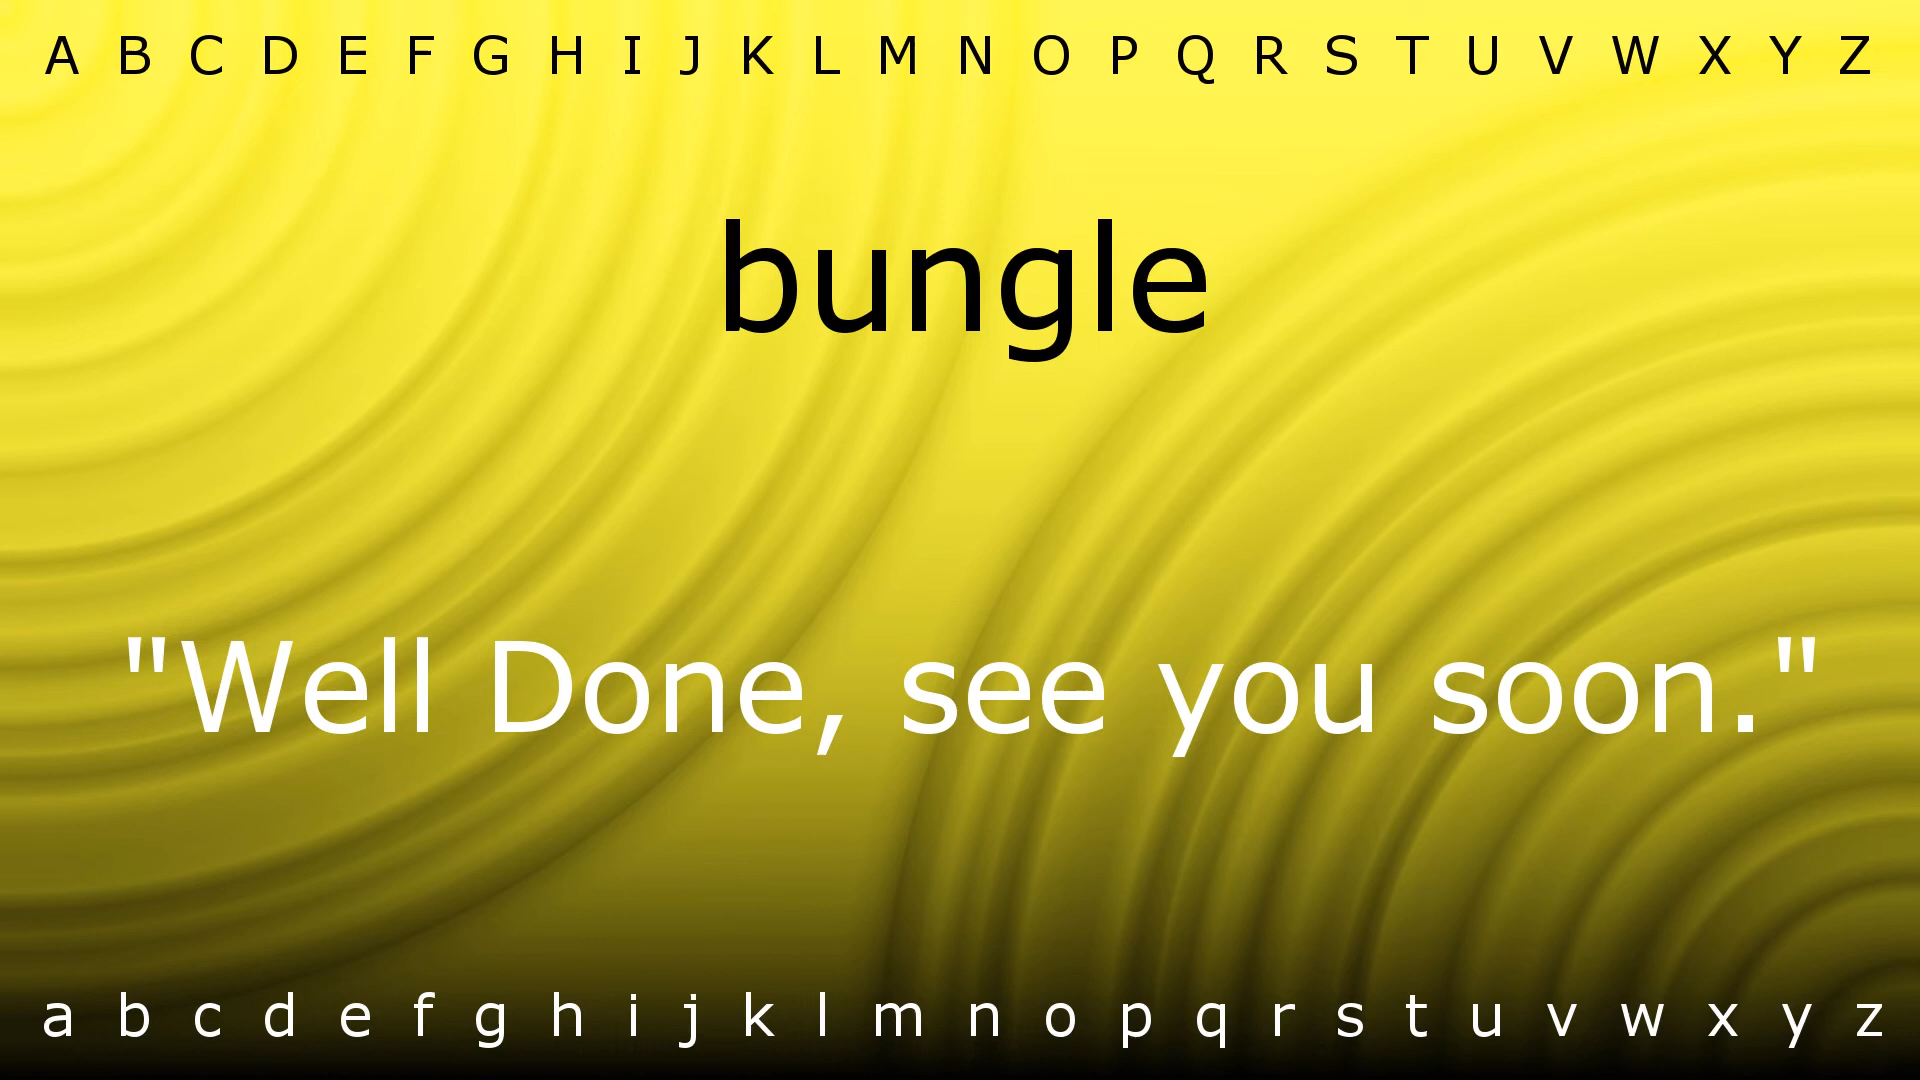 A B C D E F G H I J K L M N O P Q R S T U V W X Y Z
bungle
"Well Done, see you soon."
a b c d e f g h i j k l m n o p q r s t u v w x y z